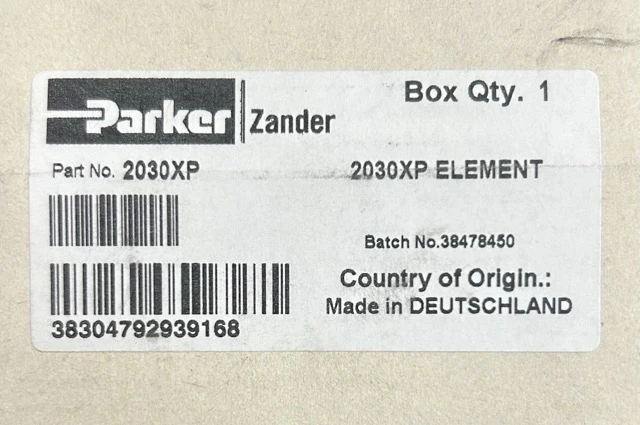 Box Qty. 1
Parker Zander
Part No. 2030XP
2030XP ELEMENT
Batch No.38478450
Country of Origin.:
Made in DEUTSCHLAND
38304792939168